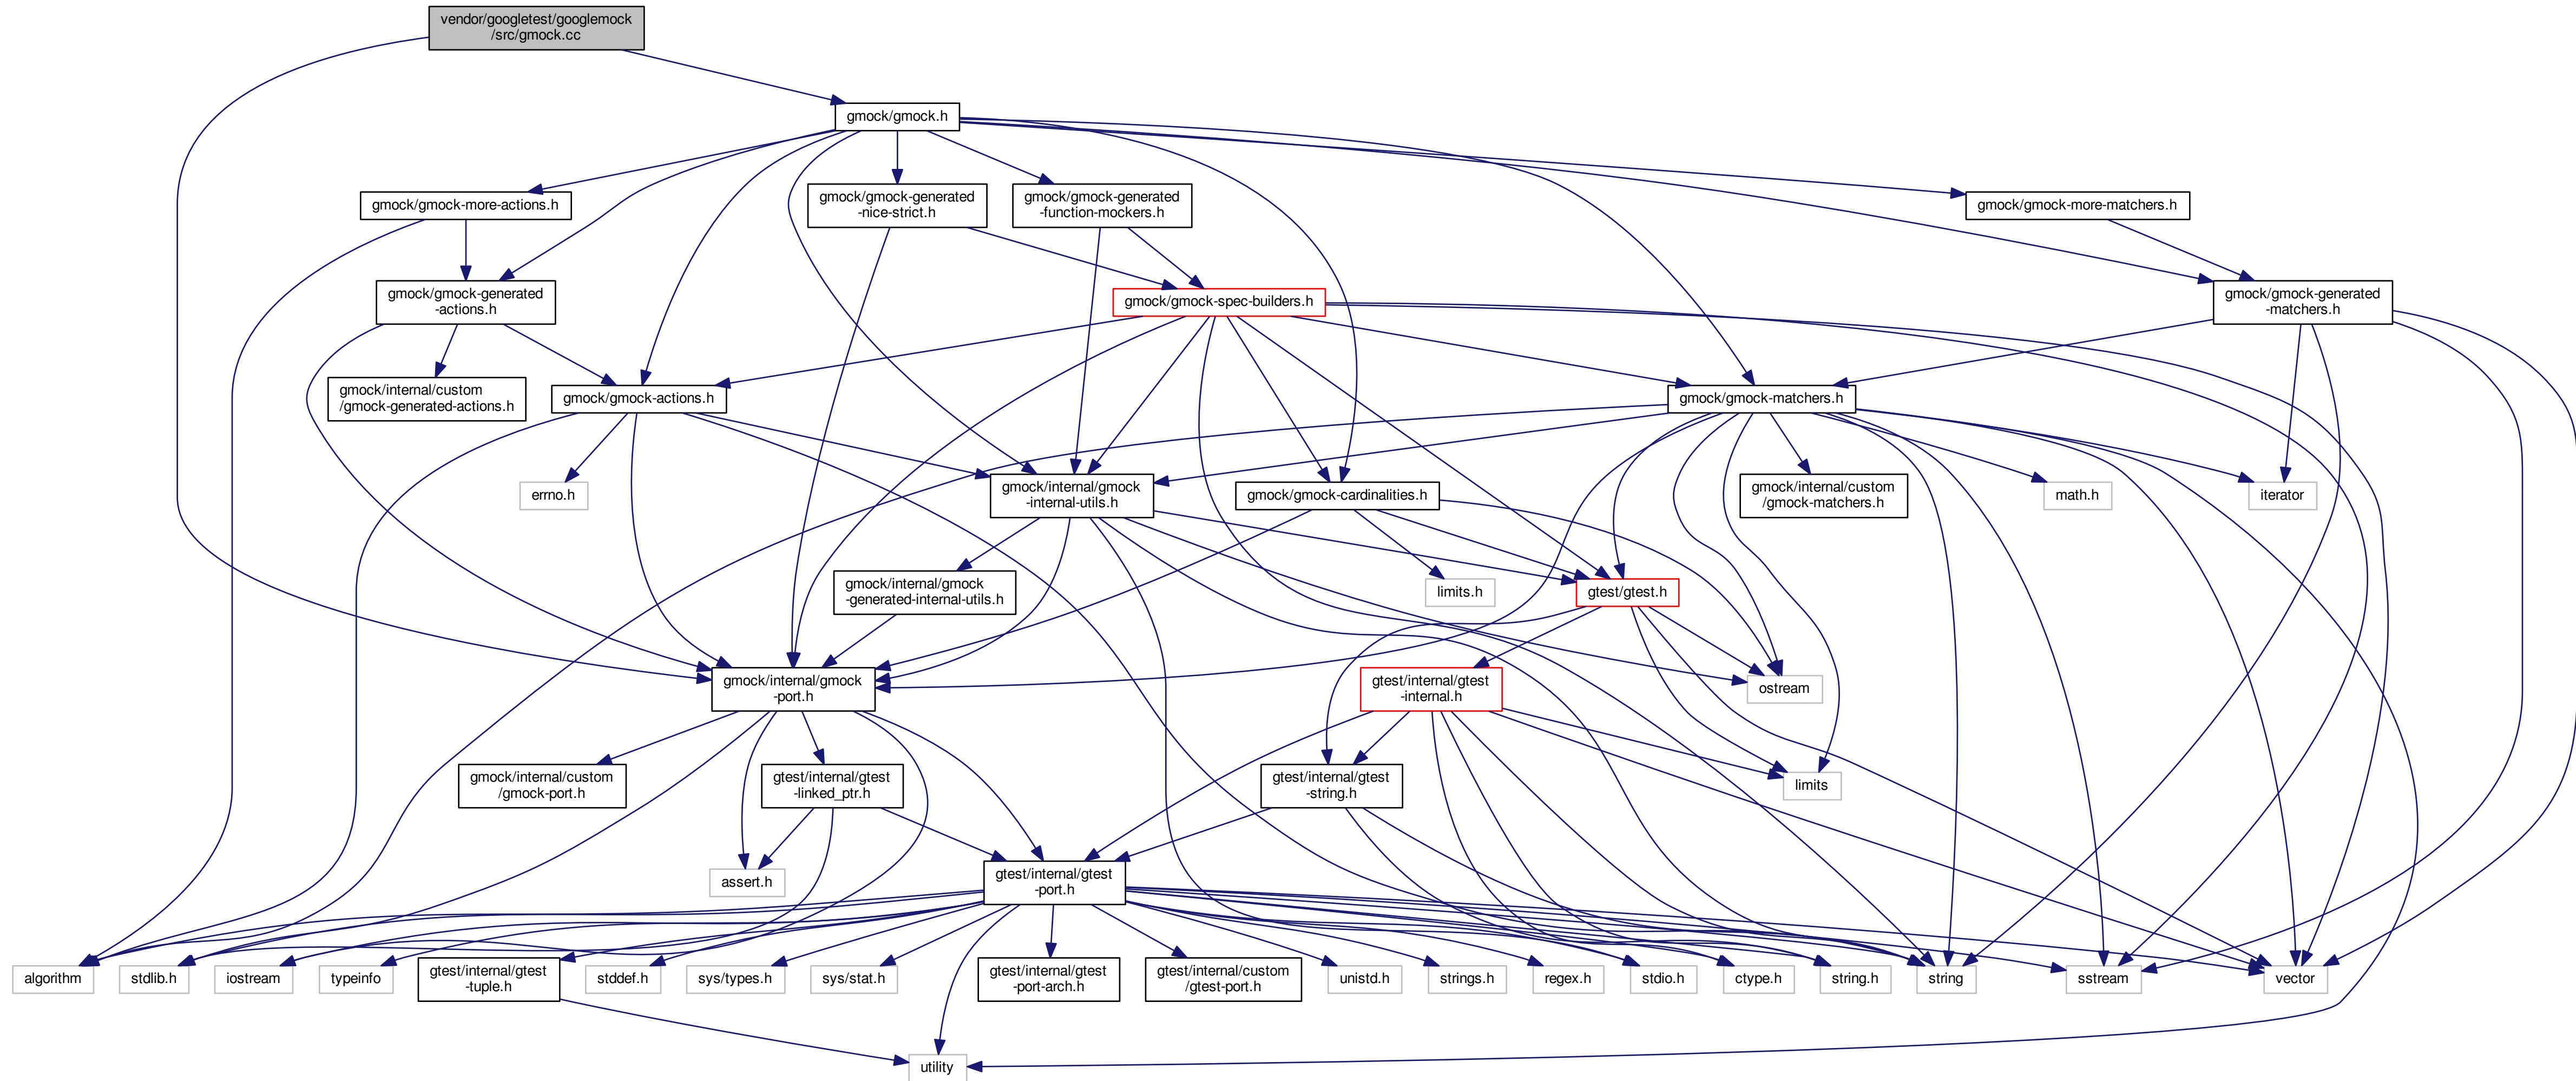 vendor/googletest/googlemock
/src/gmock.cc
gmock/gmock.h
gmock/gmock-more-actions.h
gmock/gmock-generated
-nice-strict.h
gmock/gmock-generated
-function-mockers.h
gmock/gmock-more-matchers.h
gmock/gmock-generated
-actions.h
gmock/gmock-spec-builders.h
gmock/gmock-generated
-matchers.h
gmock/internal/custom
/gmock-generated-actions.h
gmock/gmock-actions.h
gmock/gmock-matchers.h
errno.h
gmock/internal/gmock
-internal-utils.h
gmock/gmock-cardinalities.h
gmock/internal/custom
/gmock-matchers.h
math.h
iterator
gmock/internal/gmock
-generated-internal-utils.h
limits.h
gtest/gtest.h
gmock/internal/gmock
-port.h
gtest/internal/gtest
-internal.h
ostream
gmock/internal/custom
/gmock-port.h
gtest/internal/gtest
-linked_ptr.h
gtest/internal/gtest
-string.h
limits
assert.h
gtest/internal/gtest
-port.h
algorithm
stdlib.h
iostream
typeinfo
gtest/internal/gtest
-tuple.h
stddef.h
sys/types.h
sys/stat.h
gtest/internal/gtest
-port-arch.h
gtest/internal/custom
/gtest-port.h
unistd.h
strings.h
regex.h
stdio.h
ctype.h
string.h
string
sstream
vector
utility